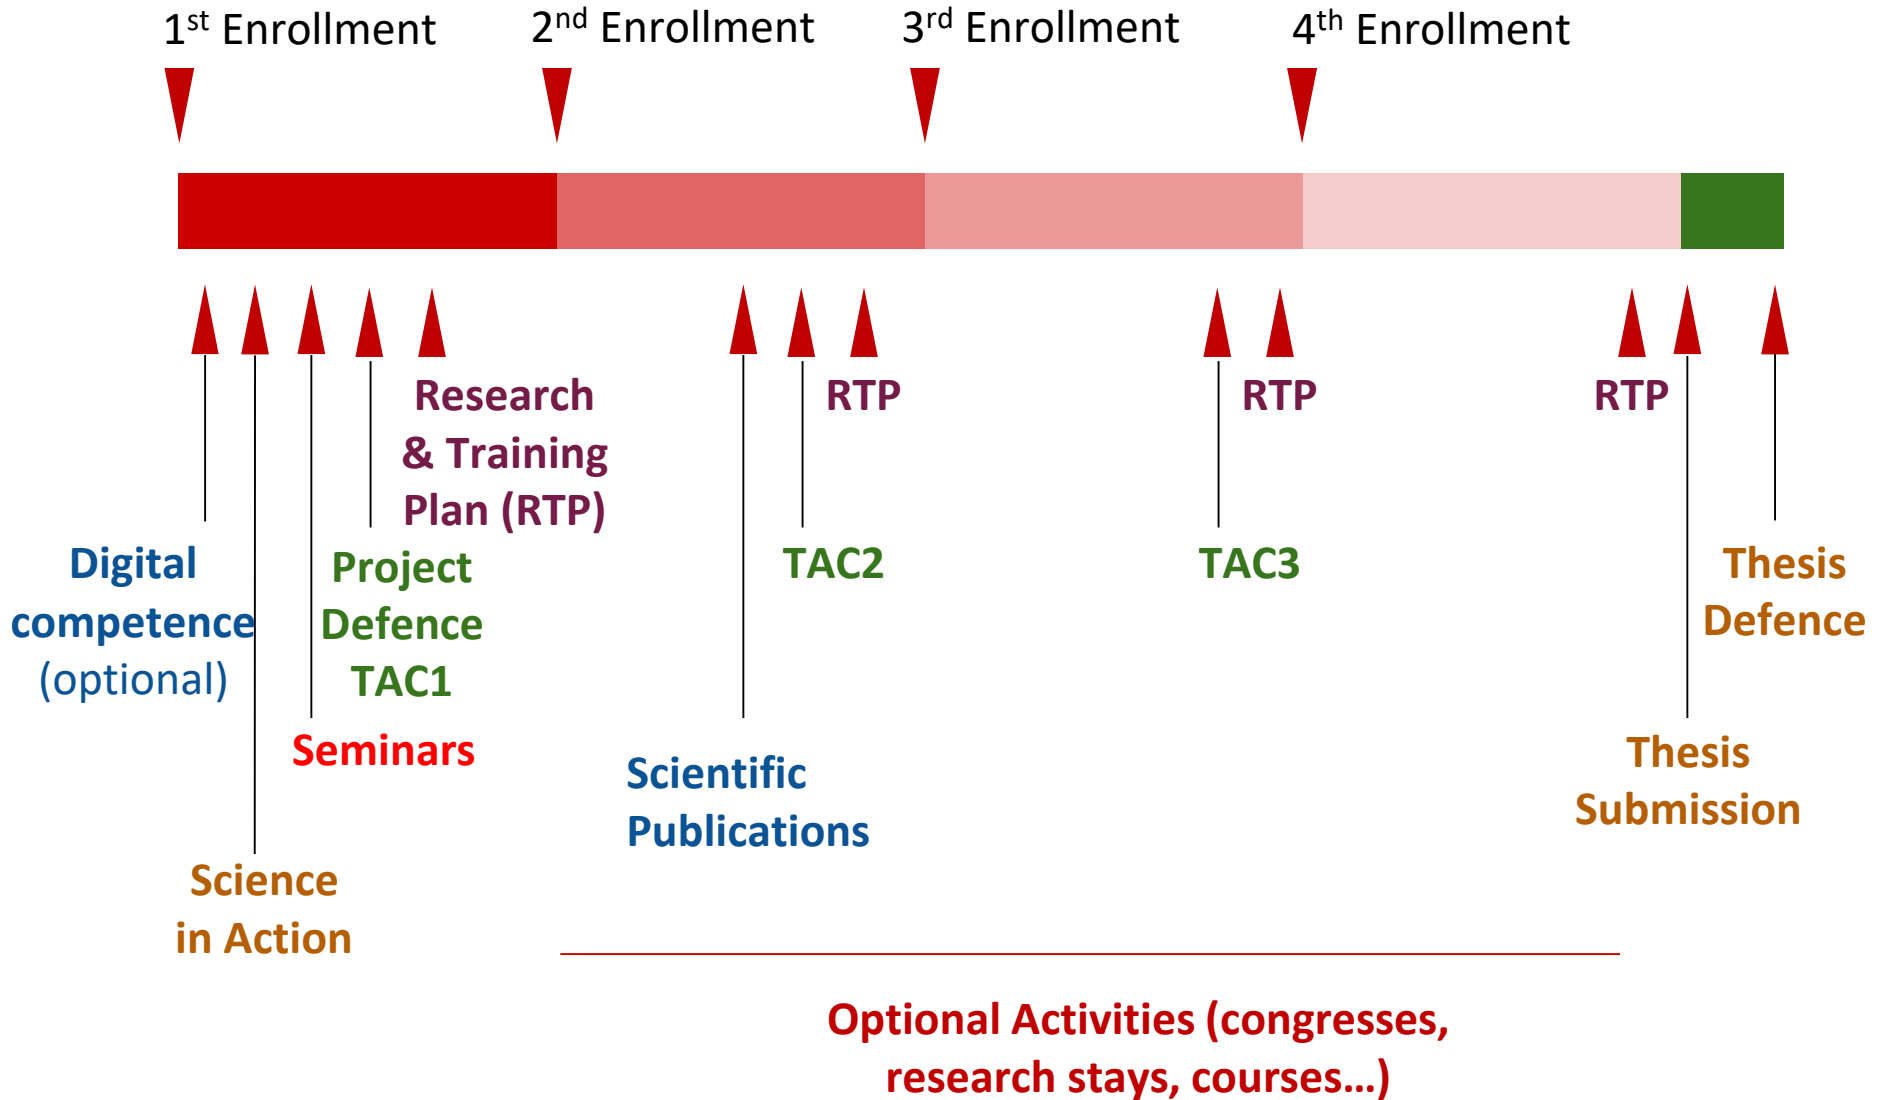 1st Enrollment
2nd Enrollment
3rd Enrollment
4th Enrollment
Research
& Training
Plan (RTP)
RTP
RTP
RTP
Digital
competence
(optional)
Project
Defence
TAC1
TAC2
TAC3
Thesis
Defence
Seminars
Scientific
Publications
Thesis
Submission
Science
in Action
Optional Activities (congresses,
research stays, courses…)